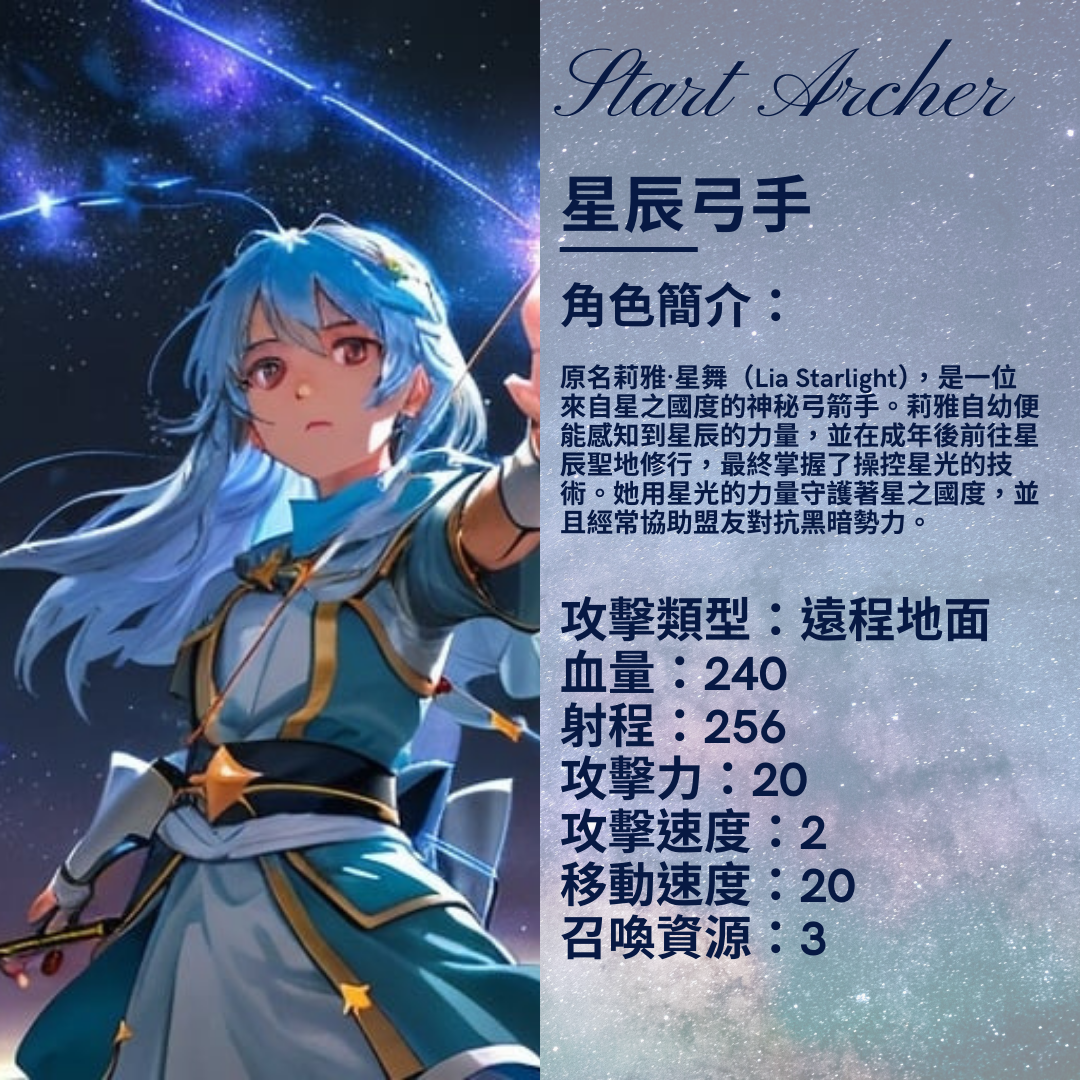 Start Archer
星辰弓手
角色簡介：
原名莉雅·星舞（Lia Starlight），是一位
來自星之國度的神秘弓箭手。莉雅自幼便
能感知到星辰的力量，並在成年後前往星
辰聖地修行，最終掌握了操控星光的技
術。她用星光的力量守護著星之國度，並
且經常協助盟友對抗黑暗勢力。
攻擊類型：遠程地面
血量：240
射程：256
攻擊力：20
攻擊速度：2
移動速度：20
召喚資源：3